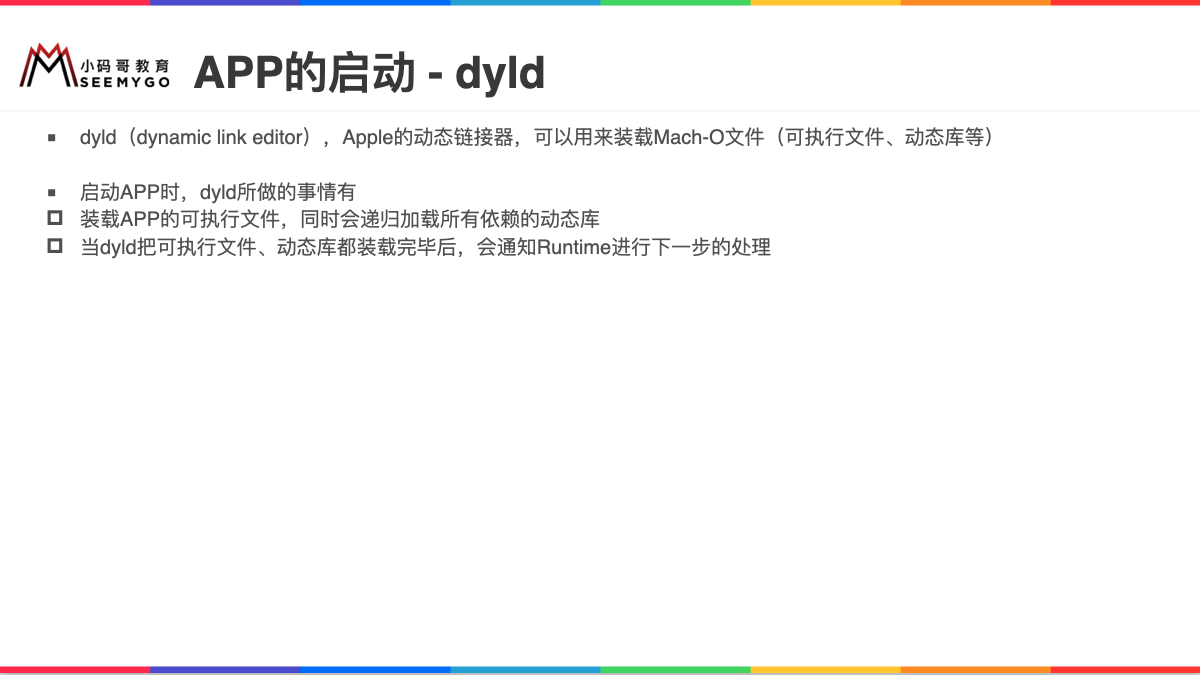 小码哥教育
SEEMYGO
APP的启动 - dyld
dyld（dynamic link editor），Apple的动态链接器，可以用来装载Mach-O文件（可执行文件、动态库等）
启动APP时，dyld所做的事情有
装载APP的可执行文件，同时会递归加载所有依赖的动态库
当dyld把可执行文件、动态库都装载完毕后，会通知Runtime进行下一步的处理